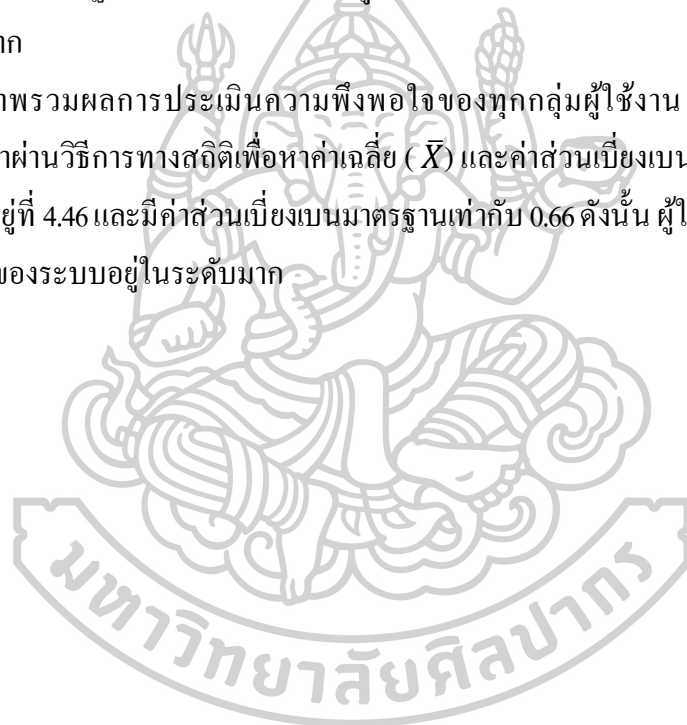 าก
าพรวมผลการประเมินความพึงพอใจของทุกกลุ่มผู้ใช้งาน
าผ่านวิธีการทางสถิติเพื่อหาค่าเฉลี่ย ( X̄ ) และค่าส่วนเบี่ยงเบน
ยู่ที่ 4.46 และมีค่าส่วนเบี่ยงเบนมาตรฐานเท่ากับ 0.66 ดังนั้น ผู้ใ
ของระบบอยู่ในระดับมาก
มหาวิทยาลัยศิลปากร